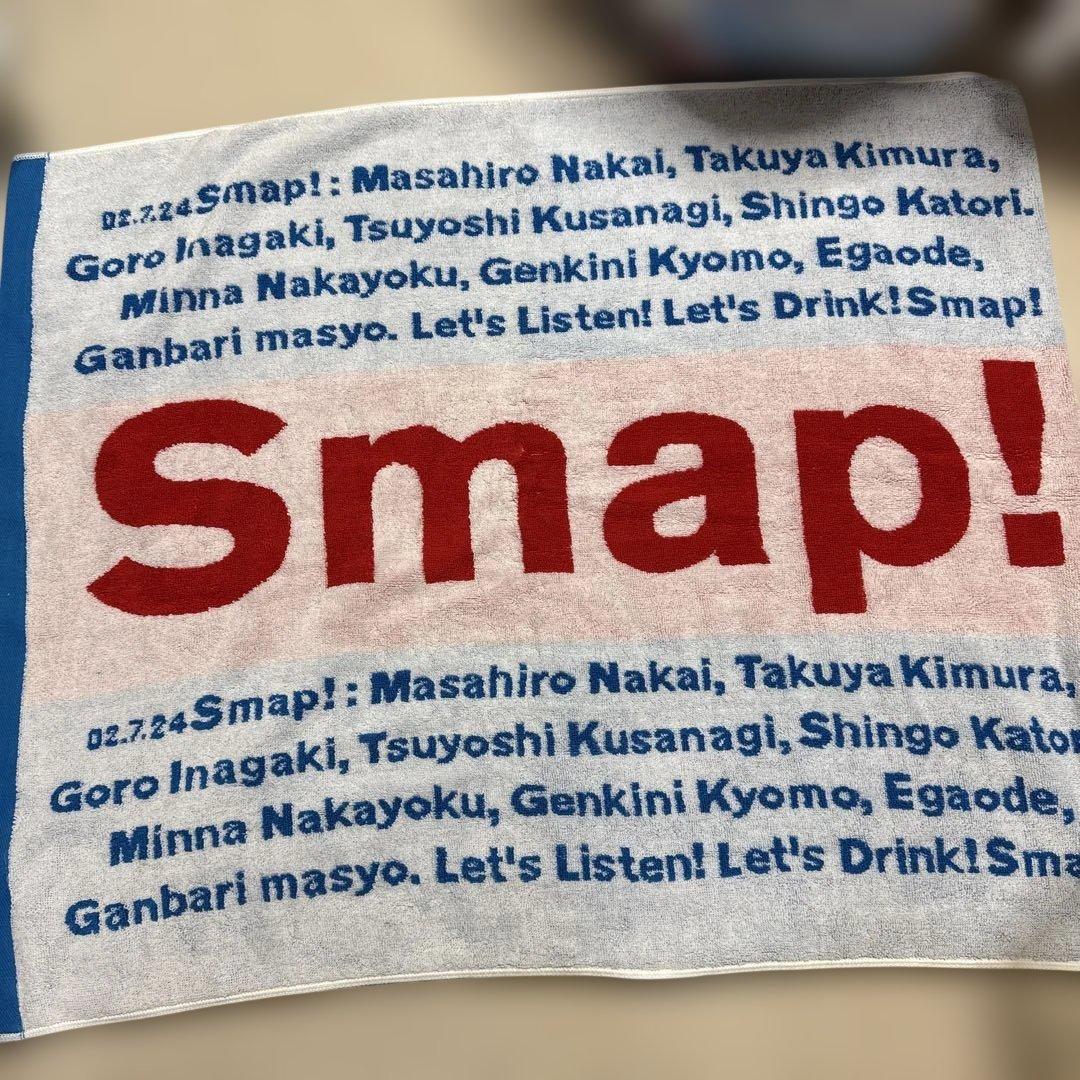 02.7.24Smap!: Masahiro Nakai, Takuya Kimura,
Goro Inagaki, Tsuyoshi Kusanagi, Shingo Katori.
Minna Nakayoku, Genkini Kyomo, Egaode,
Ganbari masyo. Let's Listen! Let's Drink! Smap!
Smap!
02.7.24Smap!: Masahiro Nakai, Takuya Kimura,
Goro Inagaki, Tsuyoshi Kusanagi, Shingo Kator
Minna Nakayoku, Genkini Kyomo, Egaode,
Ganbari masyo. Let's Listen! Let's Drink! Sma